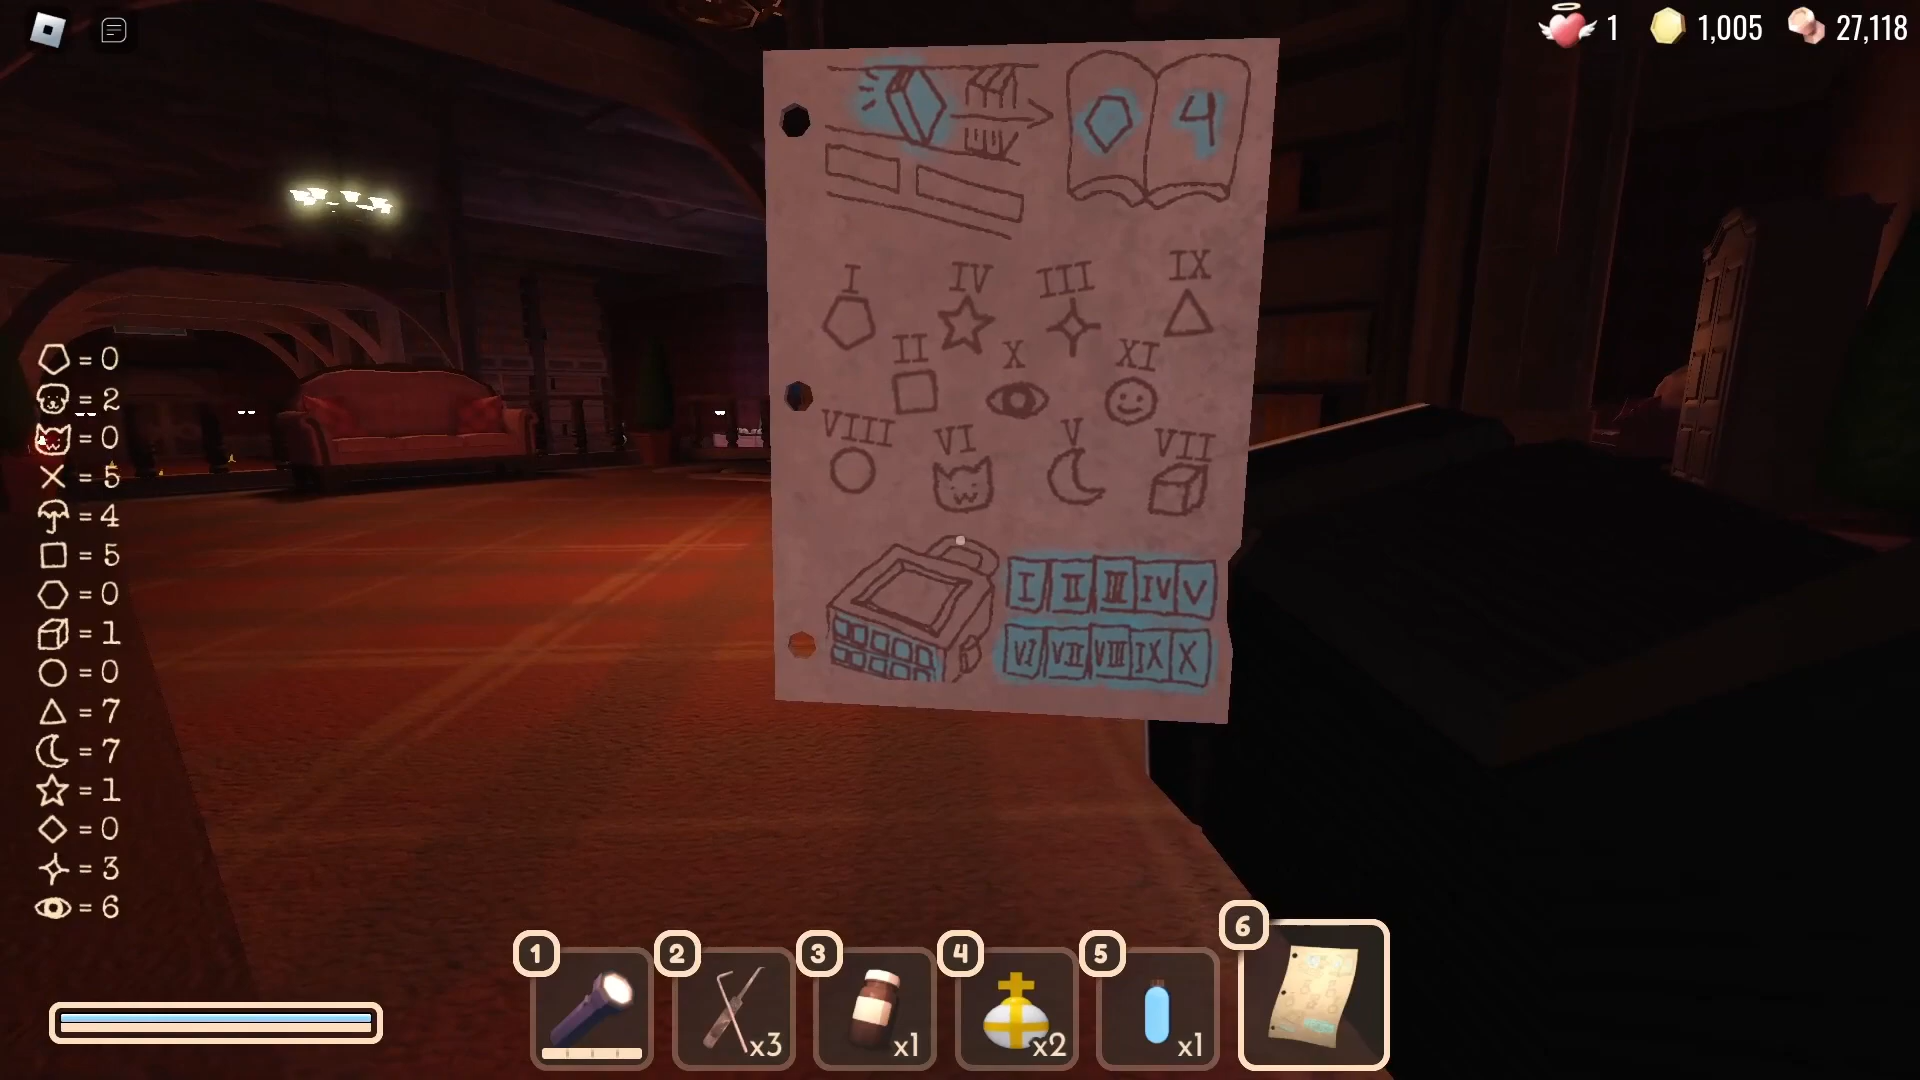 1 1,005 27,118
4
I IV III IX
II X XI
VIII VI V VII
I II III IV V
VI VII VIII IX X
= 0
= 2
= 0
= 5
= 4
= 5
= 0
= 1
= 0
= 7
= 7
= 1
= 0
= 3
= 6
1 2 3 4 5 6
x3 x1 x2 x1